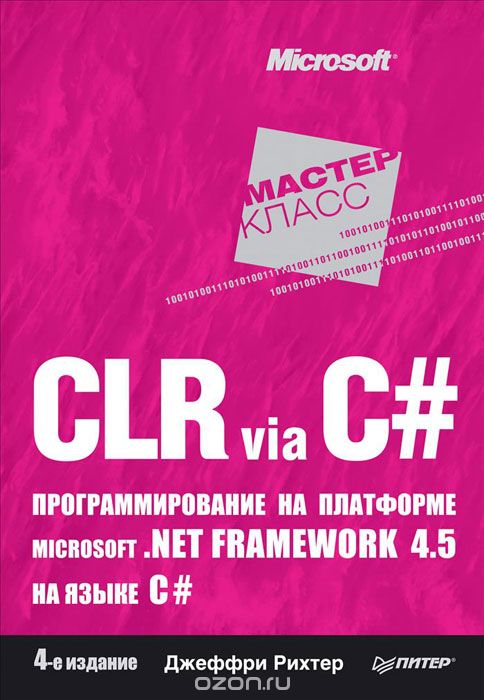 Microsoft®
МАСТЕР
КЛАСС
CLR via C#
ПРОГРАММИРОВАНИЕ НА ПЛАТФОРМЕ
MICROSOFT .NET FRAMEWORK 4.5
НА ЯЗЫКЕ C#
4-е издание Джеффри Рихтер ПИТЕР
ozon.ru